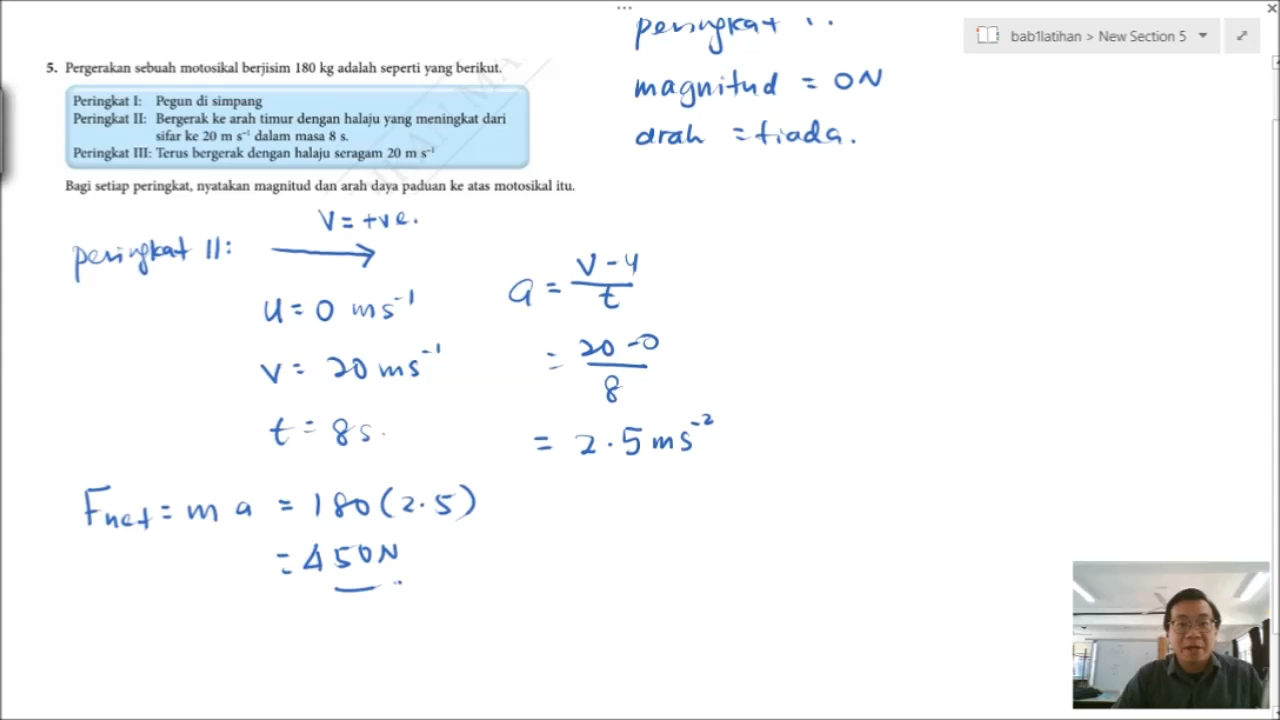 peringkat
magnitud = 0N
arah = tiada.
bab1latihan > New Section 5
5. Pergerakan sebuah motosikal berjisim 180 kg adalah seperti yang berikut.
Peringkat I: Pegun di simpang
Peringkat II: Bergerak ke arah timur dengan halaju yang meningkat dari
sifar ke 20 m s⁻¹ dalam masa 8 s.
Peringkat III: Terus bergerak dengan halaju seragam 20 m s⁻¹
Bagi setiap peringkat, nyatakan magnitud dan arah daya paduan ke atas motosikal itu.
V = +ve.
peringkat II:
u = 0 ms⁻¹
v = 20 ms⁻¹
t = 8s.
a = v - u / t
= 20 - 0 / 8
= 2.5 ms⁻²
Fnet = m a = 180(2.5)
= 450N